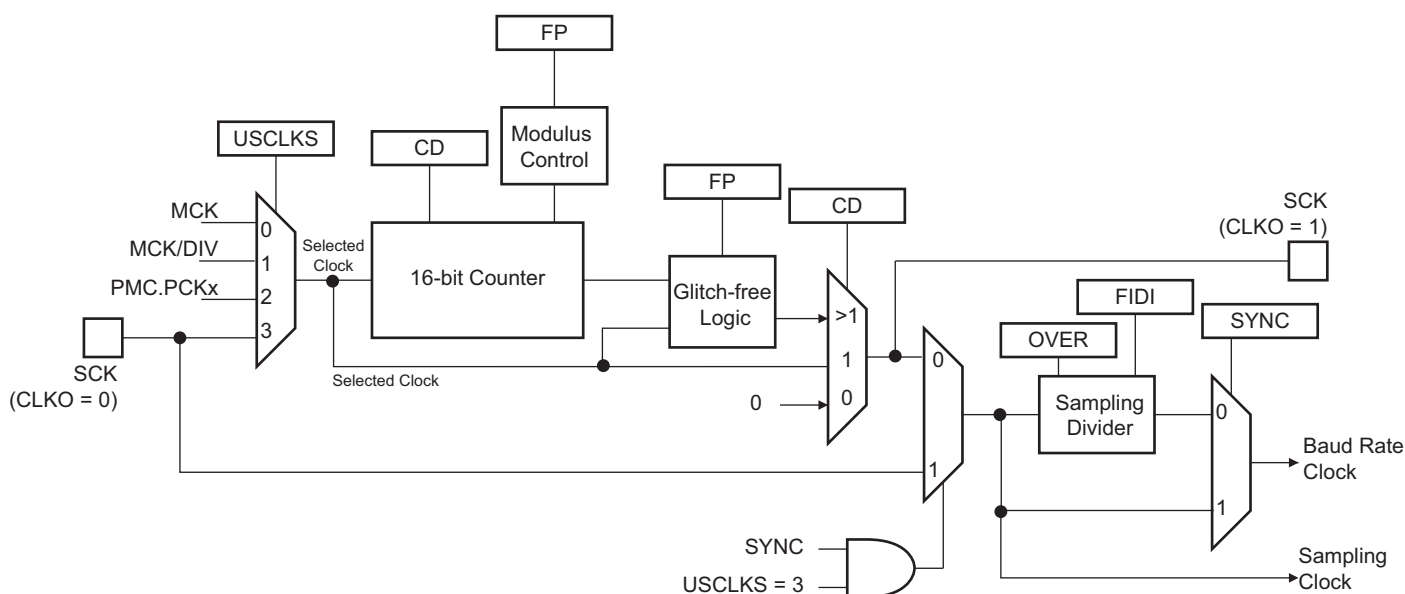 FP
USCLKS
CD
Modulus
Control
FP
CD
SCK
(CLKO = 1)
MCK
MCK/DIV
PMC.PCKx
0
1
2
3
Selected
Clock
16-bit Counter
Glitch-free
Logic
>1
1
0
0
FIDI
OVER
SYNC
SCK
(CLKO = 0)
Selected Clock
0
1
Sampling
Divider
0
1
Baud Rate
Clock
SYNC
USCLKS = 3
Sampling
Clock